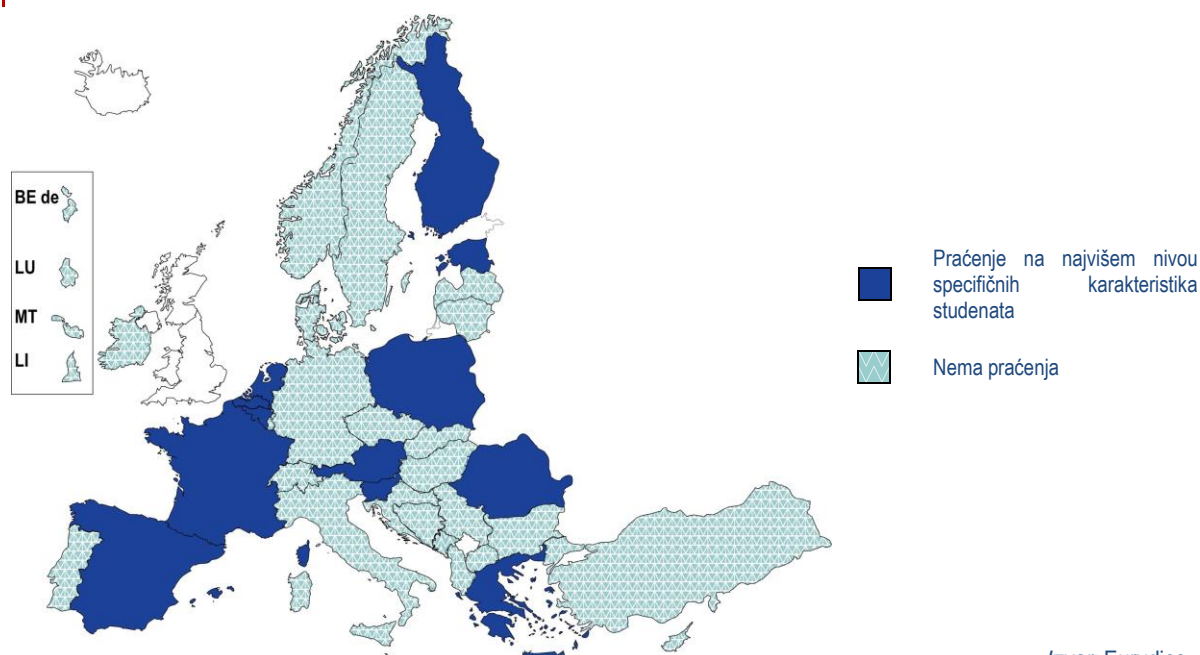 BE de
LU
MT
LI
Praćenje na najvišem nivou
specifičnih karakteristika
studenata
Nema praćenja